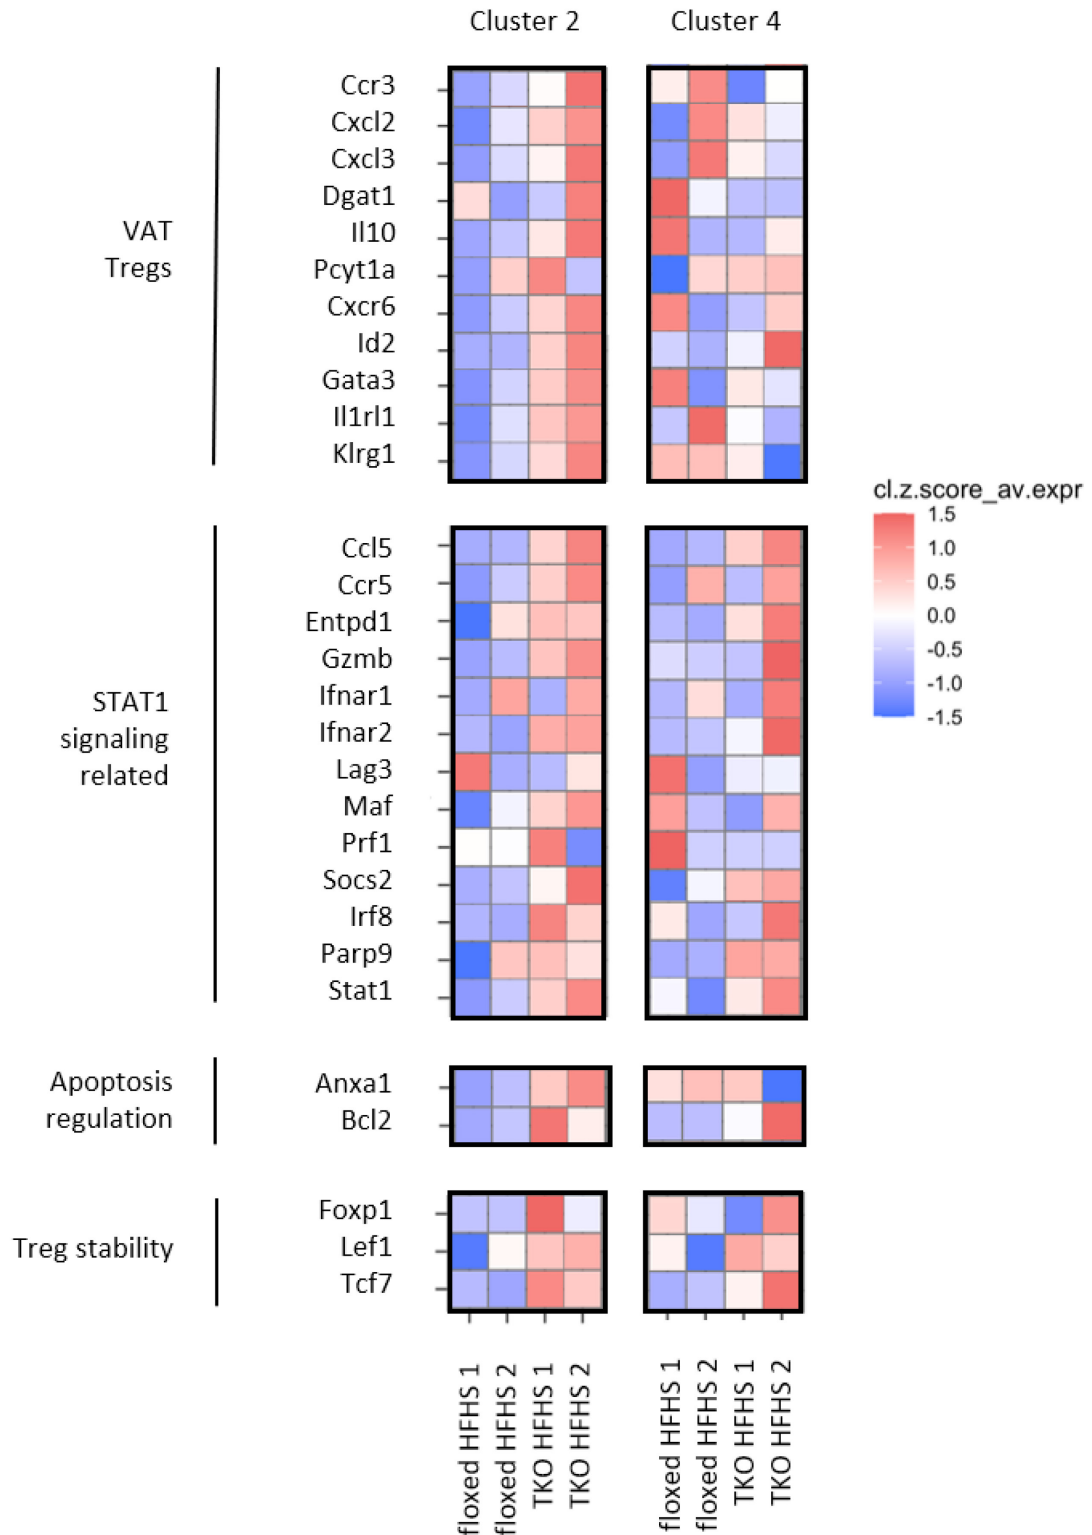 Cluster 2
Cluster 4
VAT
Tregs
Ccr3
Cxcl2
Cxcl3
Dgat1
Il10
Pcyt1a
Cxcr6
Id2
Gata3
Il1rl1
Klrg1
STAT1
signaling
related
Ccl5
Ccr5
Entpd1
Gzmb
Ifnar1
Ifnar2
Lag3
Maf
Prf1
Socs2
Irf8
Parp9
Stat1
Apoptosis
regulation
Anxa1
Bcl2
Treg stability
Foxp1
Lef1
Tcf7
cl.z.score_av.expr
1.5
1.0
0.5
0.0
-0.5
-1.0
-1.5
floxed HFHS 1
floxed HFHS 2
TKO HFHS 1
TKO HFHS 2
floxed HFHS 1
floxed HFHS 2
TKO HFHS 1
TKO HFHS 2